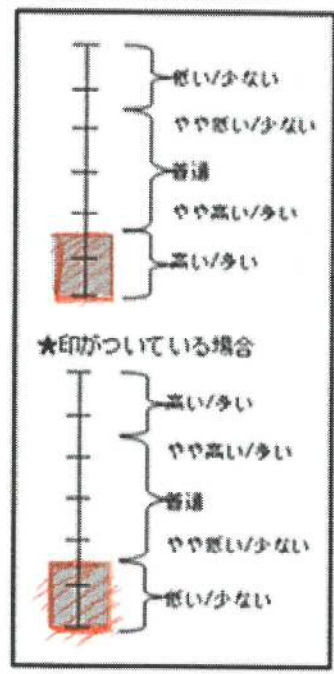 低い/少ない
やや低い/少ない
普通
やや高い/多い
高い/多い
★印がついている場合
高い/多い
やや高い/多い
普通
やや低い/少ない
低い/少ない